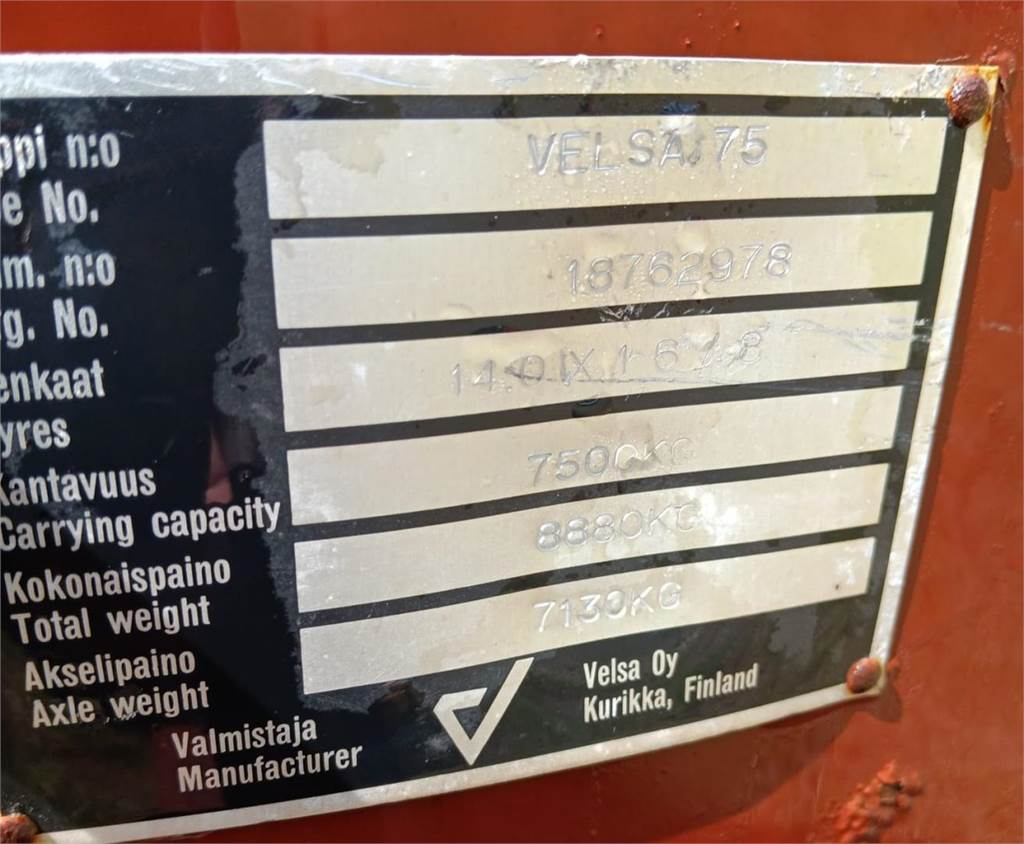 ppi n:o
VELSA 75
e No.
m. n:o
18762978
g. No.
enkaat
yres
Kantavuus
7500KG
Carrying capacity
Kokonaispaino
8880KG
Total weight
Akselipaino
7130KG
Axle weight
Valmistaja
Velsa Oy
Manufacturer
Kurikka, Finland